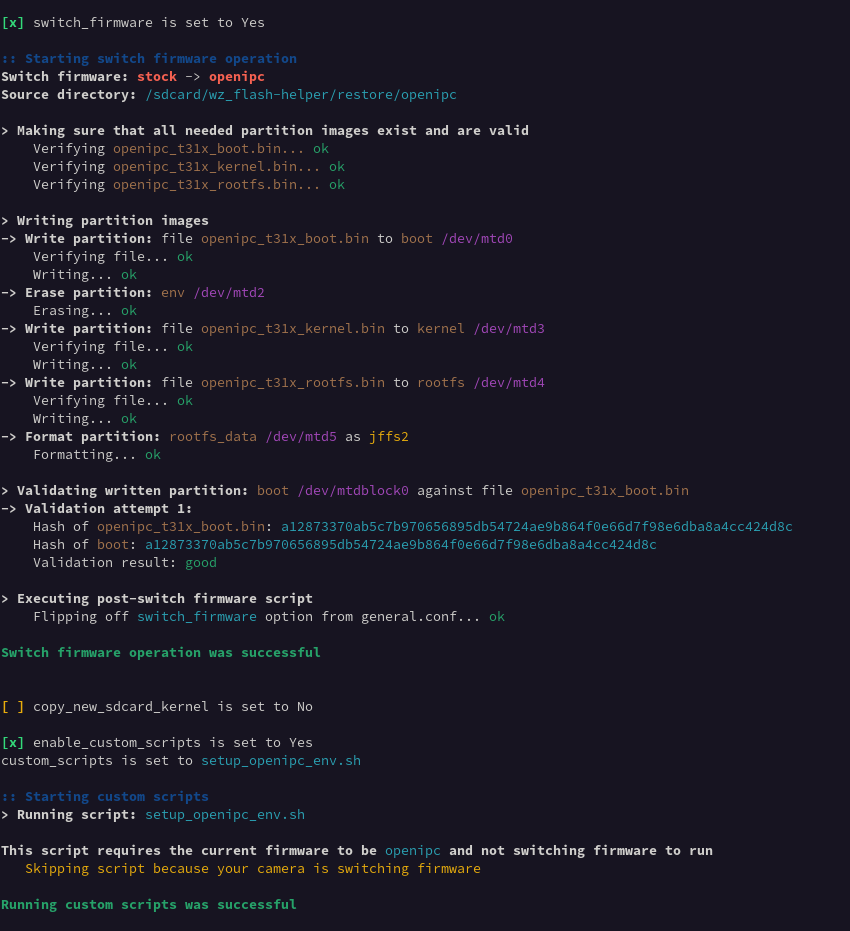 [x] switch_firmware is set to Yes
:: Starting switch firmware operation
Switch firmware: stock -> openipc
Source directory: /sdcard/wz_flash-helper/restore/openipc
> Making sure that all needed partition images exist and are valid
Verifying openipc_t31x_boot.bin... ok
Verifying openipc_t31x_kernel.bin... ok
Verifying openipc_t31x_rootfs.bin... ok
> Writing partition images
-> Write partition: file openipc_t31x_boot.bin to boot /dev/mtd0
Verifying file... ok
Writing... ok
-> Erase partition: env /dev/mtd2
Erasing... ok
-> Write partition: file openipc_t31x_kernel.bin to kernel /dev/mtd3
Verifying file... ok
Writing... ok
-> Write partition: file openipc_t31x_rootfs.bin to rootfs /dev/mtd4
Verifying file... ok
Writing... ok
-> Format partition: rootfs_data /dev/mtd5 as jffs2
Formatting... ok
> Validating written partition: boot /dev/mtdblock0 against file openipc_t31x_boot.bin
-> Validation attempt 1:
Hash of openipc_t31x_boot.bin: a12873370ab5c7b970656895db54724ae9b864f0e66d7f98e6dba8a4cc424d8c
Hash of boot: a12873370ab5c7b970656895db54724ae9b864f0e66d7f98e6dba8a4cc424d8c
Validation result: good
> Executing post-switch firmware script
Flipping off switch_firmware option from general.conf... ok
Switch firmware operation was successful
[ ] copy_new_sdcard_kernel is set to No
[x] enable_custom_scripts is set to Yes
custom_scripts is set to setup_openipc_env.sh
:: Starting custom scripts
> Running script: setup_openipc_env.sh
This script requires the current firmware to be openipc and not switching firmware to run
Skipping script because your camera is switching firmware
Running custom scripts was successful